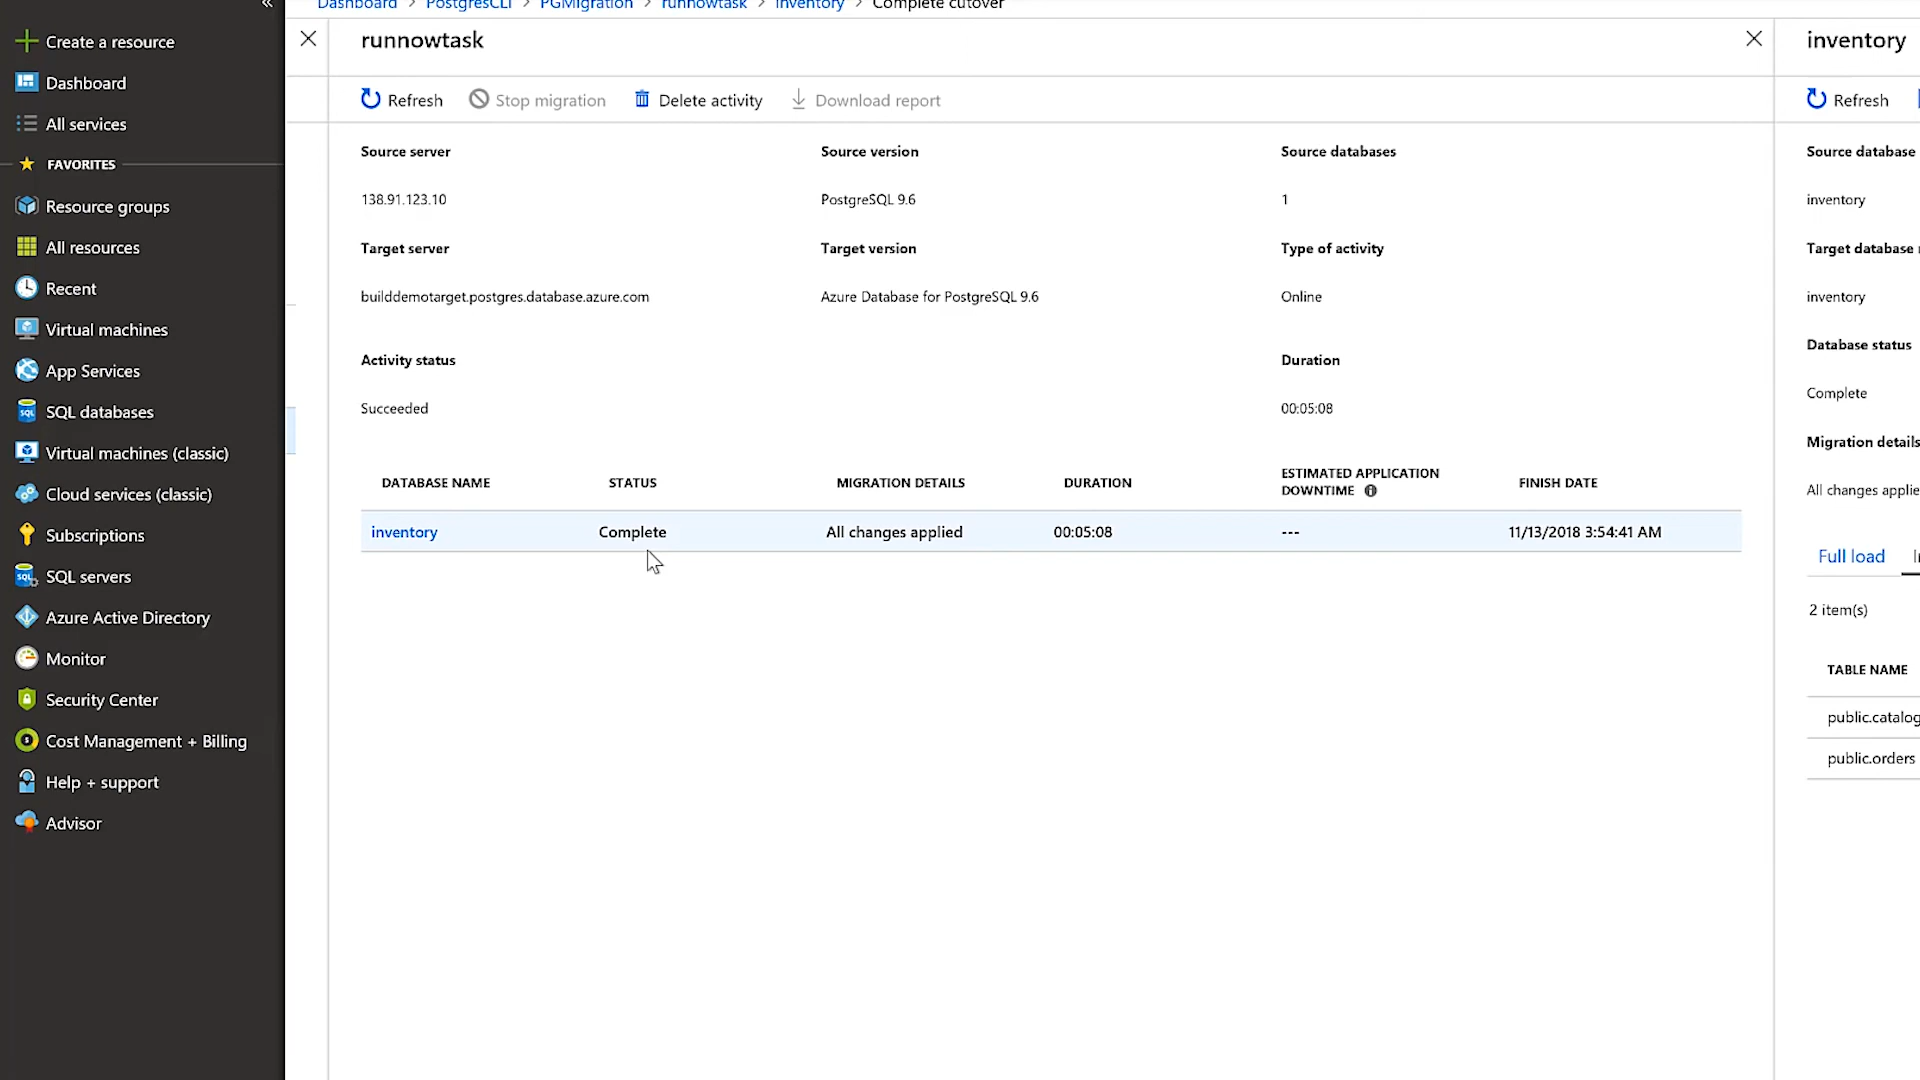 «
Dashboard > PostgresCLI > PGMigration > runnowtask > inventory > Complete cutover
Create a resource
Dashboard
All services
FAVORITES
Resource groups
All resources
Recent
Virtual machines
App Services
SQL databases
Virtual machines (classic)
Cloud services (classic)
Subscriptions
SQL servers
Azure Active Directory
Monitor
Security Center
Cost Management + Billing
Help + support
Advisor
runnowtask
Refresh
Stop migration
Delete activity
Download report
Source server
Source version
Source databases
138.91.123.10
PostgreSQL 9.6
1
Target server
Target version
Type of activity
builddemotarget.postgres.database.azure.com
Azure Database for PostgreSQL 9.6
Online
Activity status
Duration
Succeeded
00:05:08
DATABASE NAME
STATUS
MIGRATION DETAILS
DURATION
ESTIMATED APPLICATION
DOWNTIME
FINISH DATE
inventory
Complete
All changes applied
00:05:08
---
11/13/2018 3:54:41 AM
inventory
Refresh
Source database
inventory
Target database
inventory
Database status
Complete
Migration details
All changes applie
Full load
2 item(s)
TABLE NAME
public.catalog
public.orders